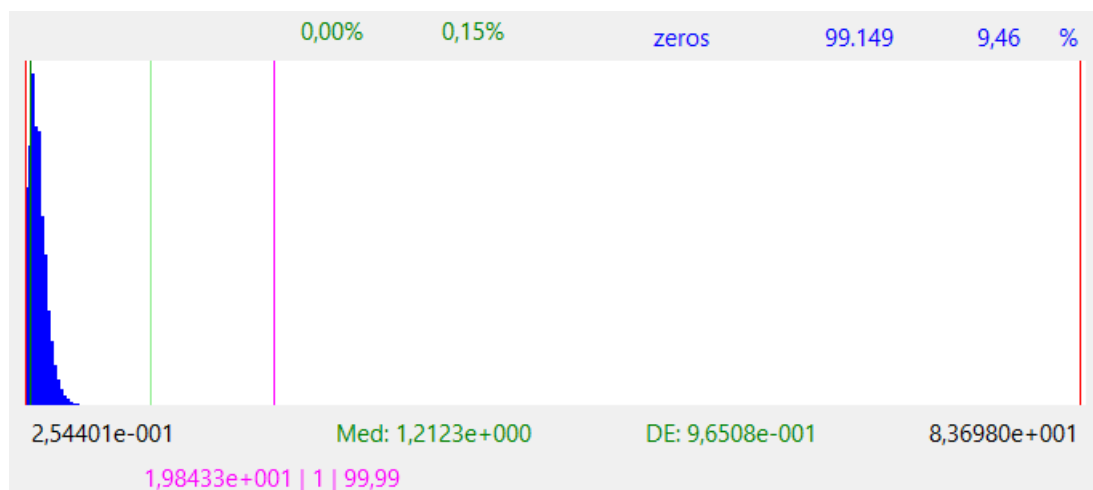 0,00% 0,15% zeros 99.149 9,46 %
2,54401e-001 Med: 1,2123e+000 DE: 9,6508e-001 8,36980e+001
1,98433e+001 | 1 | 99,99